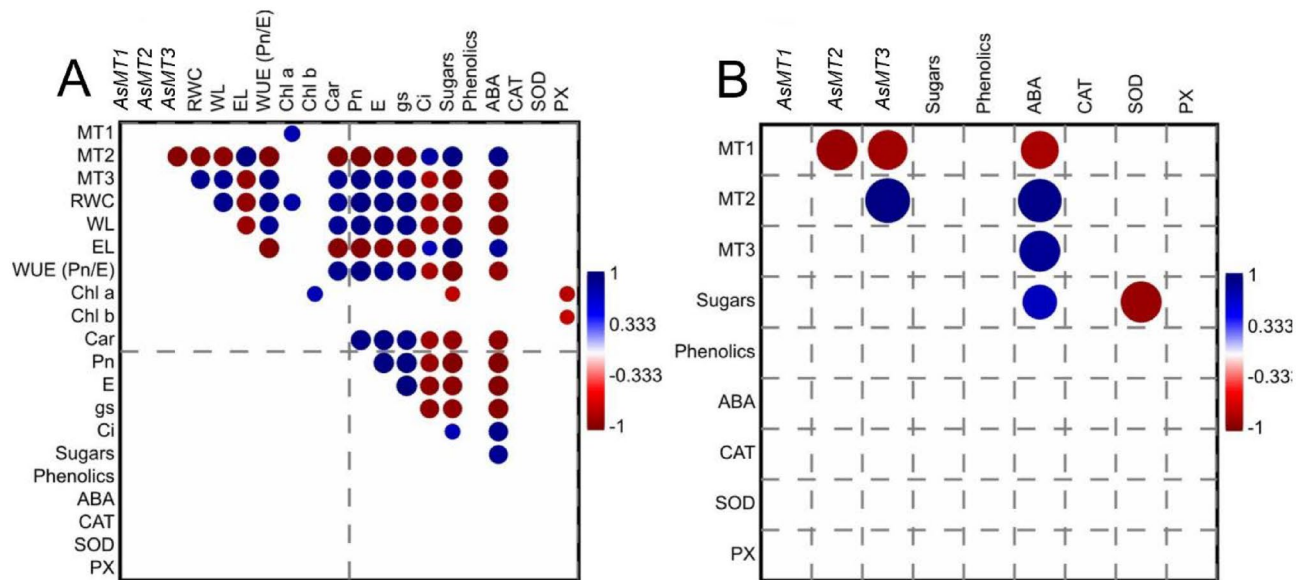 A
AsMT1
AsMT2
AsMT3
RWC
WL
EL
WUE (Pn/E)
Chl a
Chl b
Car
Pn
E
gs
Ci
Sugars
Phenolics
ABA
CAT
SOD
PX
MT1
MT2
MT3
RWC
WL
EL
WUE (Pn/E)
Chl a
Chl b
Car
Pn
E
gs
Ci
Sugars
Phenolics
ABA
CAT
SOD
PX
1
0.333
-0.333
-1
B
AsMT1
AsMT2
AsMT3
Sugars
Phenolics
ABA
CAT
SOD
PX
MT1
MT2
MT3
Sugars
Phenolics
ABA
CAT
SOD
PX
1
0.333
-0.333
-1